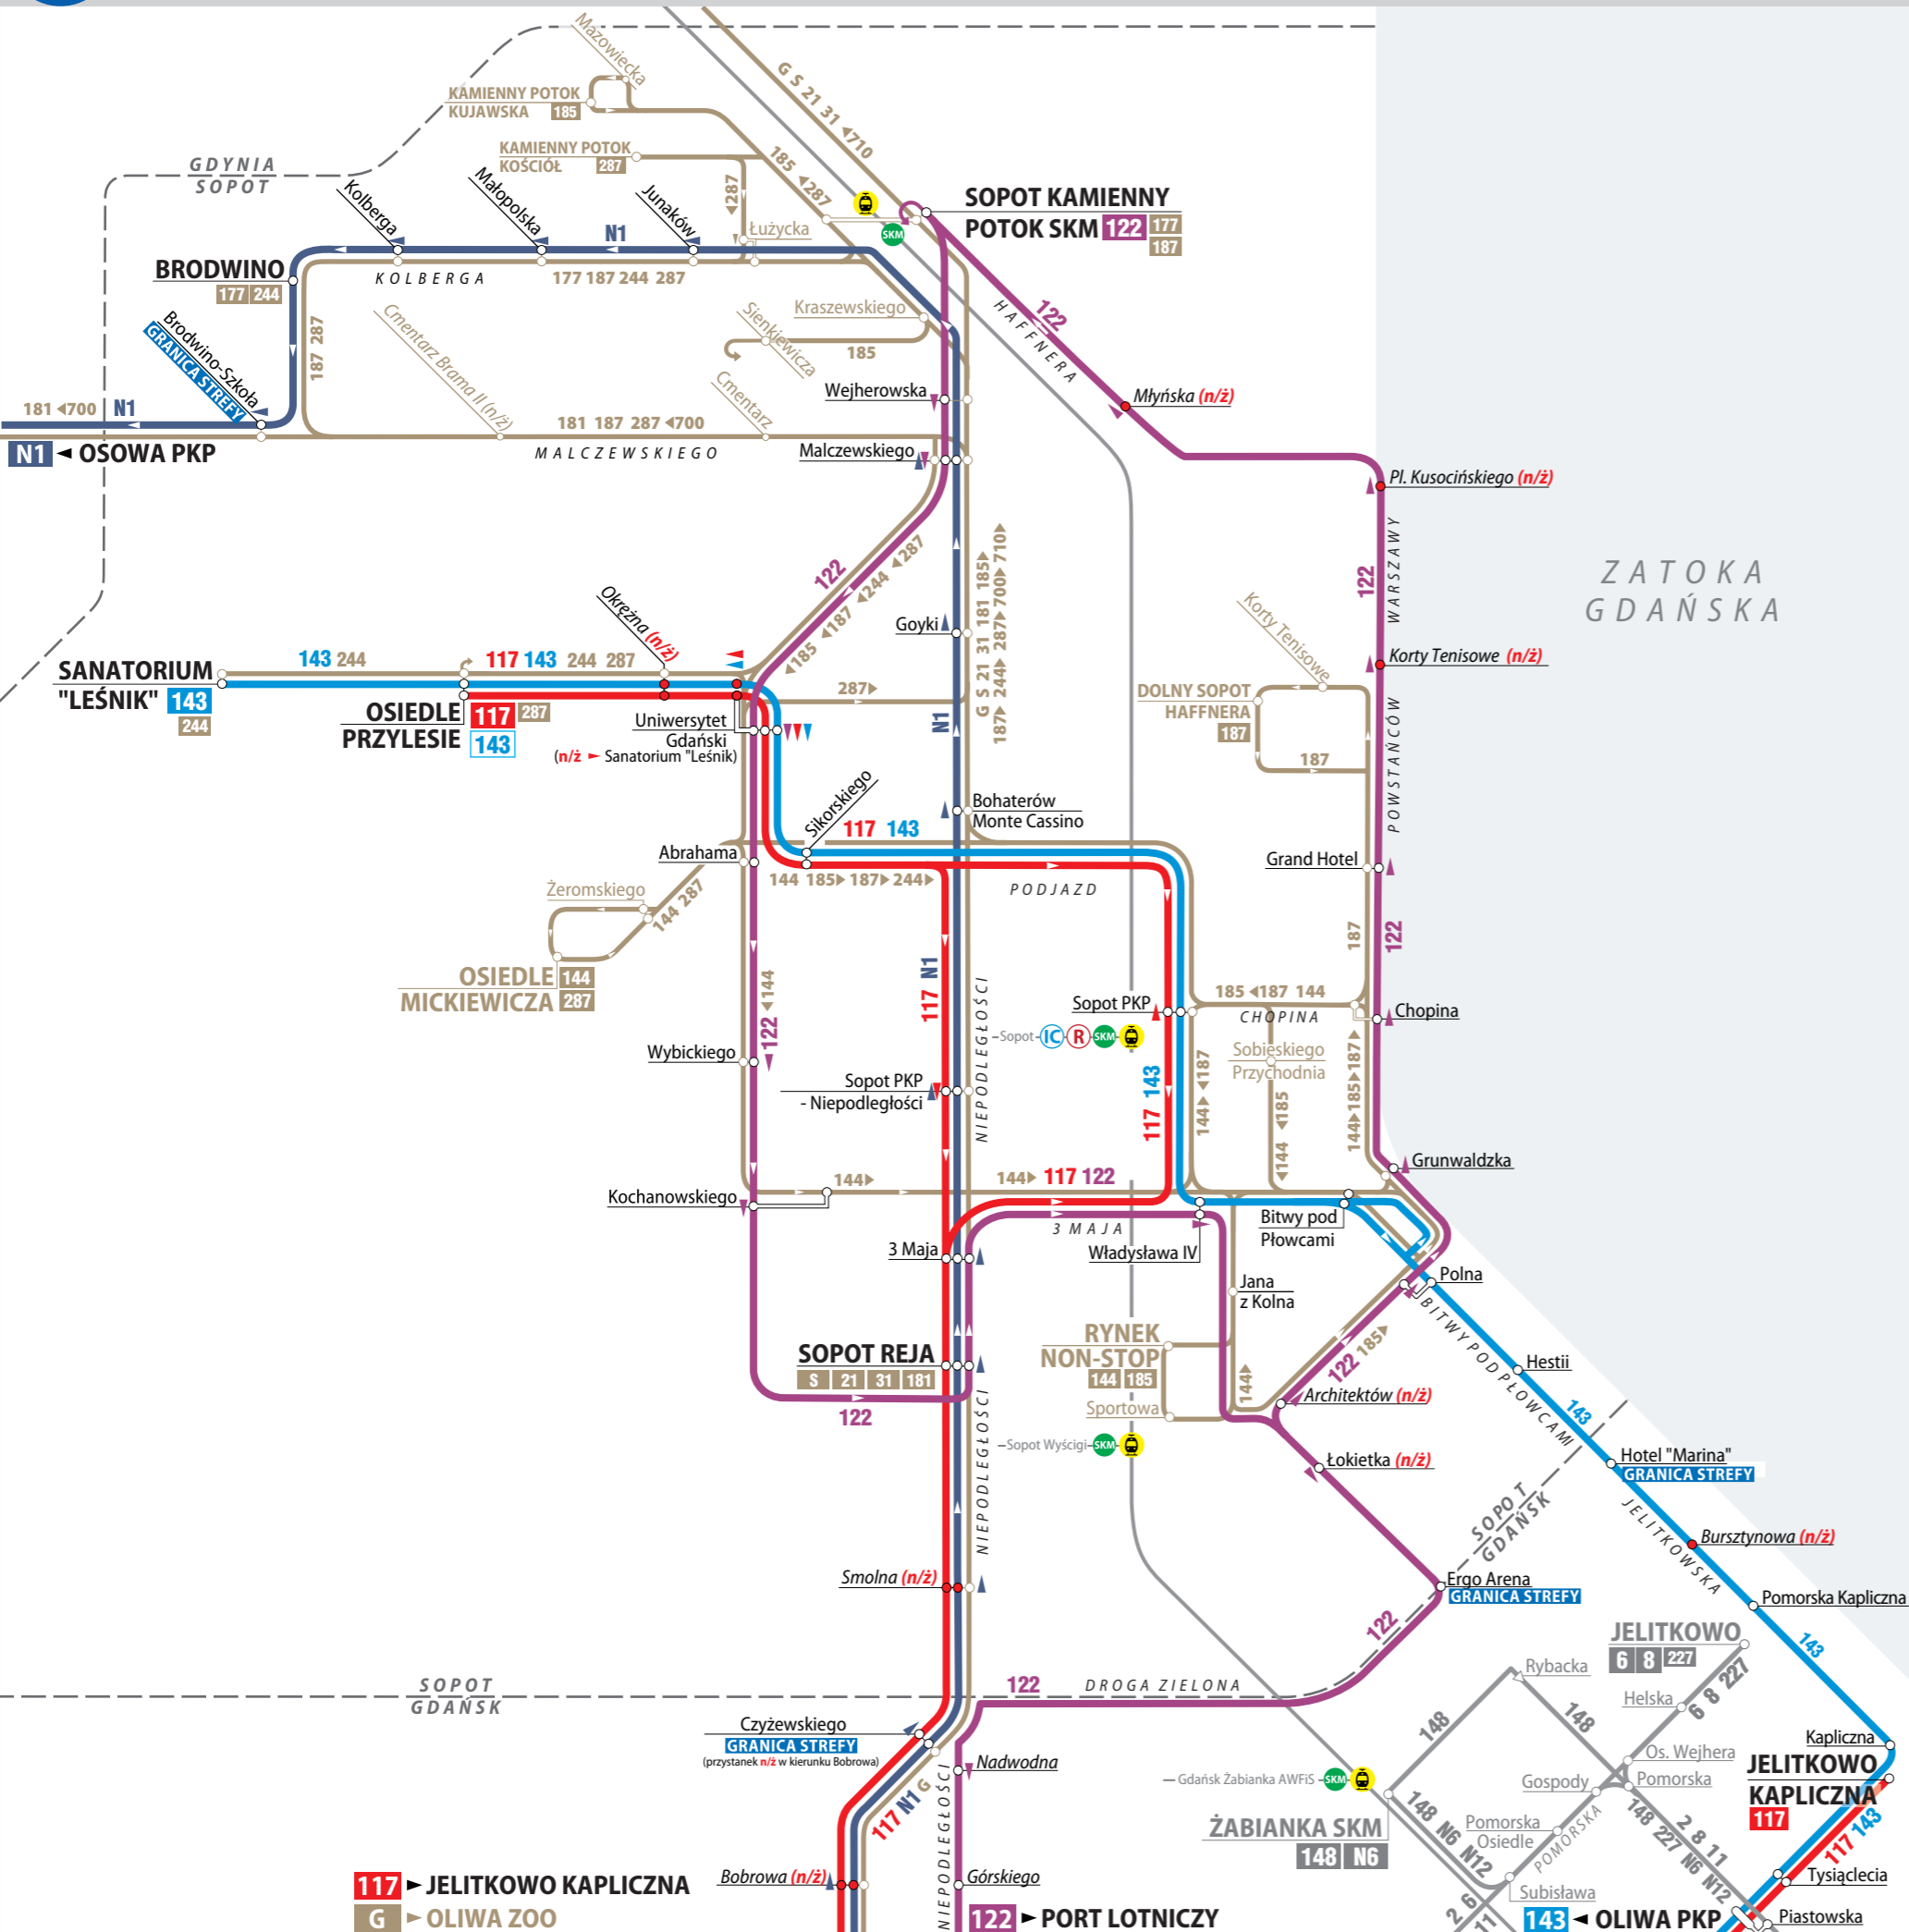 Mazowiecka
KAMIENNY POTOK
KUJAWSKA 185
G S 21 31 ◄710
GDYNIA
SOPOT
KAMIENNY POTOK
KOŚCIÓŁ 287
185 ◄287
◄287
Łużycka
SKM
SOPOT KAMIENNY
POTOK SKM 122 177
187
Kolberga
Małopolska
Junaków
N1
BRODWINO
177 244
KOLBERGA
177 187 244 287
Brodwino-Szkoła
GRANICA STREFY
187 287
Cmentarz Brama II (n/ż)
Sienkiewicza
Kraszewskiego
185
Cmentarz
Wejherowska
HAFFNERA
122
Młyńska (n/ż)
181 ◄700 N1
181 187 287 ◄700
N1 ◄ OSOWA PKP
MALCZEWSKIEGO
Malczewskiego
Pl. Kusocińskiego (n/ż)
122
WARSZAWY
ZATOKA
GDAŃSKA
122
◄185 ◄187 ◄244 ◄287
G S 21 31 181 185►
187► 244► 287► 700► 710►
Goyki
Okrężna (n/ż)
Korty Tenisowe
Korty Tenisowe (n/ż)
SANATORIUM
"LEŚNIK" 143
244
143 244
117 143 244 287
OSIEDLE
PRZYLESIE
117 287
143
287►
N1
Uniwersytet
Gdański
(n/ż ► Sanatorium "Leśnik)
DOLNY SOPOT
HAFFNERA
187
187
POWSTAŃCÓW
Sikorskiego
117 143
Bohaterów
Monte Cassino
Abrahama
144 185► 187► 244►
PODJAZD
Grand Hotel
Żeromskiego
144 287
OSIEDLE 144
MICKIEWICZA 287
122 ◄144
117 N1
NIEPODLEGŁOŚCI
187
122
Sopot PKP
Sopot IC R SKM
185 ◄187 144
CHOPINA
Chopina
Wybickiego
Sopot PKP
- Niepodległości
117 143
144► ◄187
Sobieskiego
Przychodnia
◄144 ◄185
144►185►187►
Grunwaldzka
Kochanowskiego
144►
144► 117 122
3 MAJA
Władysława IV
Bitwy pod
Płowcami
3 Maja
Jana
z Kolna
Polna
BITWY POD PŁOWCAMI
SOPOT REJA
S 21 31 181
122
NIEPODLEGŁOŚCI
RYNEK
NON-STOP
144 185
Sportowa
144►
122 185►
Hestii
Architektów (n/ż)
143
Sopot Wyścigi SKM
Łokietka (n/ż)
Hotel "Marina"
GRANICA STREFY
SOPOT
GDAŃSK
JELITKOWSKA
Bursztynowa (n/ż)
Smolna (n/ż)
Ergo Arena
GRANICA STREFY
Pomorska Kapliczna
122
143
JELITKOWO
6 8 227
Rybacka
SOPOT
GDAŃSK
122
DROGA ZIELONA
Helska
6 8 227
148
148
Czyżewskiego
GRANICA STREFY
(przystanek n/ż w kierunku Bobrowa)
Nadwodna
Kapliczna
Os. Wejhera
Pomorska
JELITKOWO
KAPLICZNA
117
Gdańsk Żabianka AWFiS SKM
Gospody
117 N1 G
NIEPODLEGŁOŚCI
ŻABIANKA SKM
148 N6
148 N6 N12
Pomorska
Osiedle
POMORSKA
2 8 11
148 227 N6 N12
117 143
117 ► JELITKOWO KAPLICZNA
G ► OLIWA ZOO
Bobrowa (n/ż)
Górskiego
122 ► PORT LOTNICZY
Subisława
2 6
11
Tysiąclecia
143 ◄ OLIWA PKP
Piastowska